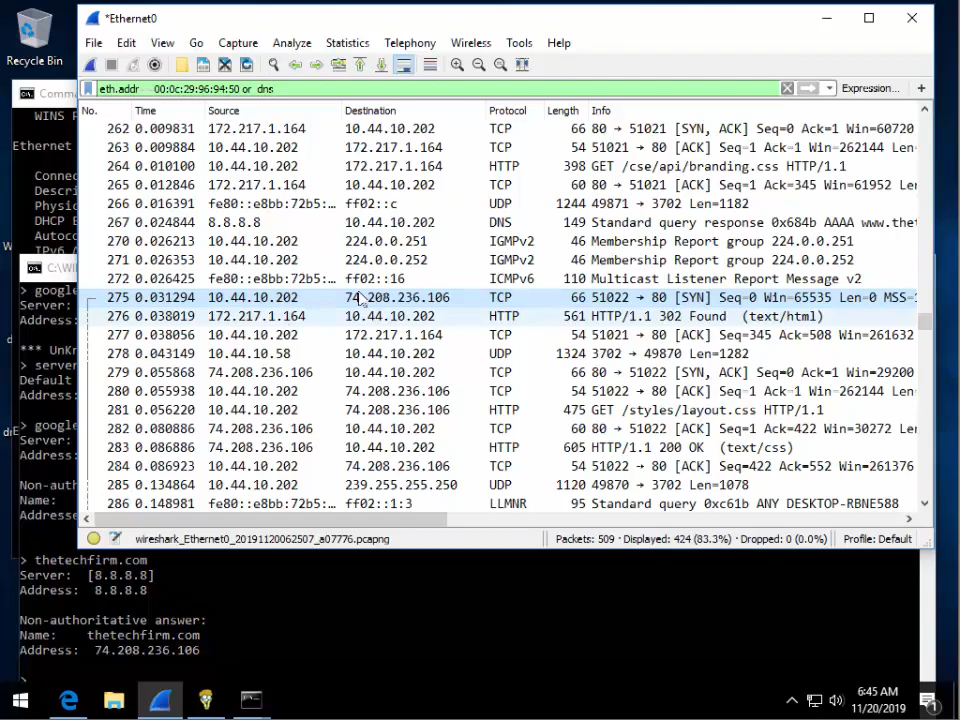 Recycle Bin
Comma
WINS P
Ethernet
Connec
Descri
Physic
DHCP E
Autoco
IPv6 A
C:\WI
> google
Server:
Address:
*** UnKn
> server
Default
Address:
> google
Server:
Address:
Non-auth
Name:
Addresse
> thetechfirm.com
Server: [8.8.8.8]
Address: 8.8.8.8
Non-authoritative answer:
Name: thetechfirm.com
Address: 74.208.236.106
>
*Ethernet0
File Edit View Go Capture Analyze Statistics Telephony Wireless Tools Help
eth.addr 00:0c:29:96:94:50 or dns
Expression...
No. Time Source Destination Protocol Length Info
262 0.009831 172.217.1.164 10.44.10.202 TCP 66 80 → 51021 [SYN, ACK] Seq=0 Ack=1 Win=60720
263 0.009884 10.44.10.202 172.217.1.164 TCP 54 51021 → 80 [ACK] Seq=1 Ack=1 Win=262144 Len-
264 0.010100 10.44.10.202 172.217.1.164 HTTP 398 GET /cse/api/branding.css HTTP/1.1
265 0.012846 172.217.1.164 10.44.10.202 TCP 60 80 → 51021 [ACK] Seq=1 Ack=345 Win=61952 Len-
266 0.016391 fe80::e8bb:72b5:… ff02::c UDP 1244 49871 → 3702 Len=1182
267 0.024844 8.8.8.8 10.44.10.202 DNS 149 Standard query response 0x684b AAAA www.thet
270 0.026213 10.44.10.202 224.0.0.251 IGMPv2 46 Membership Report group 224.0.0.251
271 0.026353 10.44.10.202 224.0.0.252 IGMPv2 46 Membership Report group 224.0.0.252
272 0.026425 fe80::e8bb:72b5:… ff02::16 ICMPv6 110 Multicast Listener Report Message v2
275 0.031294 10.44.10.202 74.208.236.106 TCP 66 51022 → 80 [SYN] Seq=0 Win=65535 Len=0 MSS=1
276 0.038019 172.217.1.164 10.44.10.202 HTTP 561 HTTP/1.1 302 Found (text/html)
277 0.038056 10.44.10.202 172.217.1.164 TCP 54 51021 → 80 [ACK] Seq=345 Ack=508 Win=261632
278 0.043149 10.44.10.58 10.44.10.202 UDP 1324 3702 → 49870 Len=1282
279 0.055868 74.208.236.106 10.44.10.202 TCP 66 80 → 51022 [SYN, ACK] Seq=0 Ack=1 Win=29200
280 0.055938 10.44.10.202 74.208.236.106 TCP 54 51022 → 80 [ACK] Seq=1 Ack=1 Win=262144 Len=
281 0.056220 10.44.10.202 74.208.236.106 HTTP 475 GET /styles/layout.css HTTP/1.1
282 0.080886 74.208.236.106 10.44.10.202 TCP 60 80 → 51022 [ACK] Seq=1 Ack=422 Win=30272 Len
283 0.086886 74.208.236.106 10.44.10.202 HTTP 605 HTTP/1.1 200 OK (text/css)
284 0.086923 10.44.10.202 74.208.236.106 TCP 54 51022 → 80 [ACK] Seq=422 Ack=552 Win=261376
285 0.134864 10.44.10.202 239.255.255.250 UDP 1120 49870 → 3702 Len=1078
286 0.148981 fe80::e8bb:72b5:… ff02::1:3 LLMNR 95 Standard query 0xc61b ANY DESKTOP-RBNE588
wireshark_Ethernet0_20191120062507_a07776.pcapng
Packets: 509 · Displayed: 424 (83.3%) · Dropped: 0 (0.0%)
Profile: Default
6:45 AM
11/20/2019
1